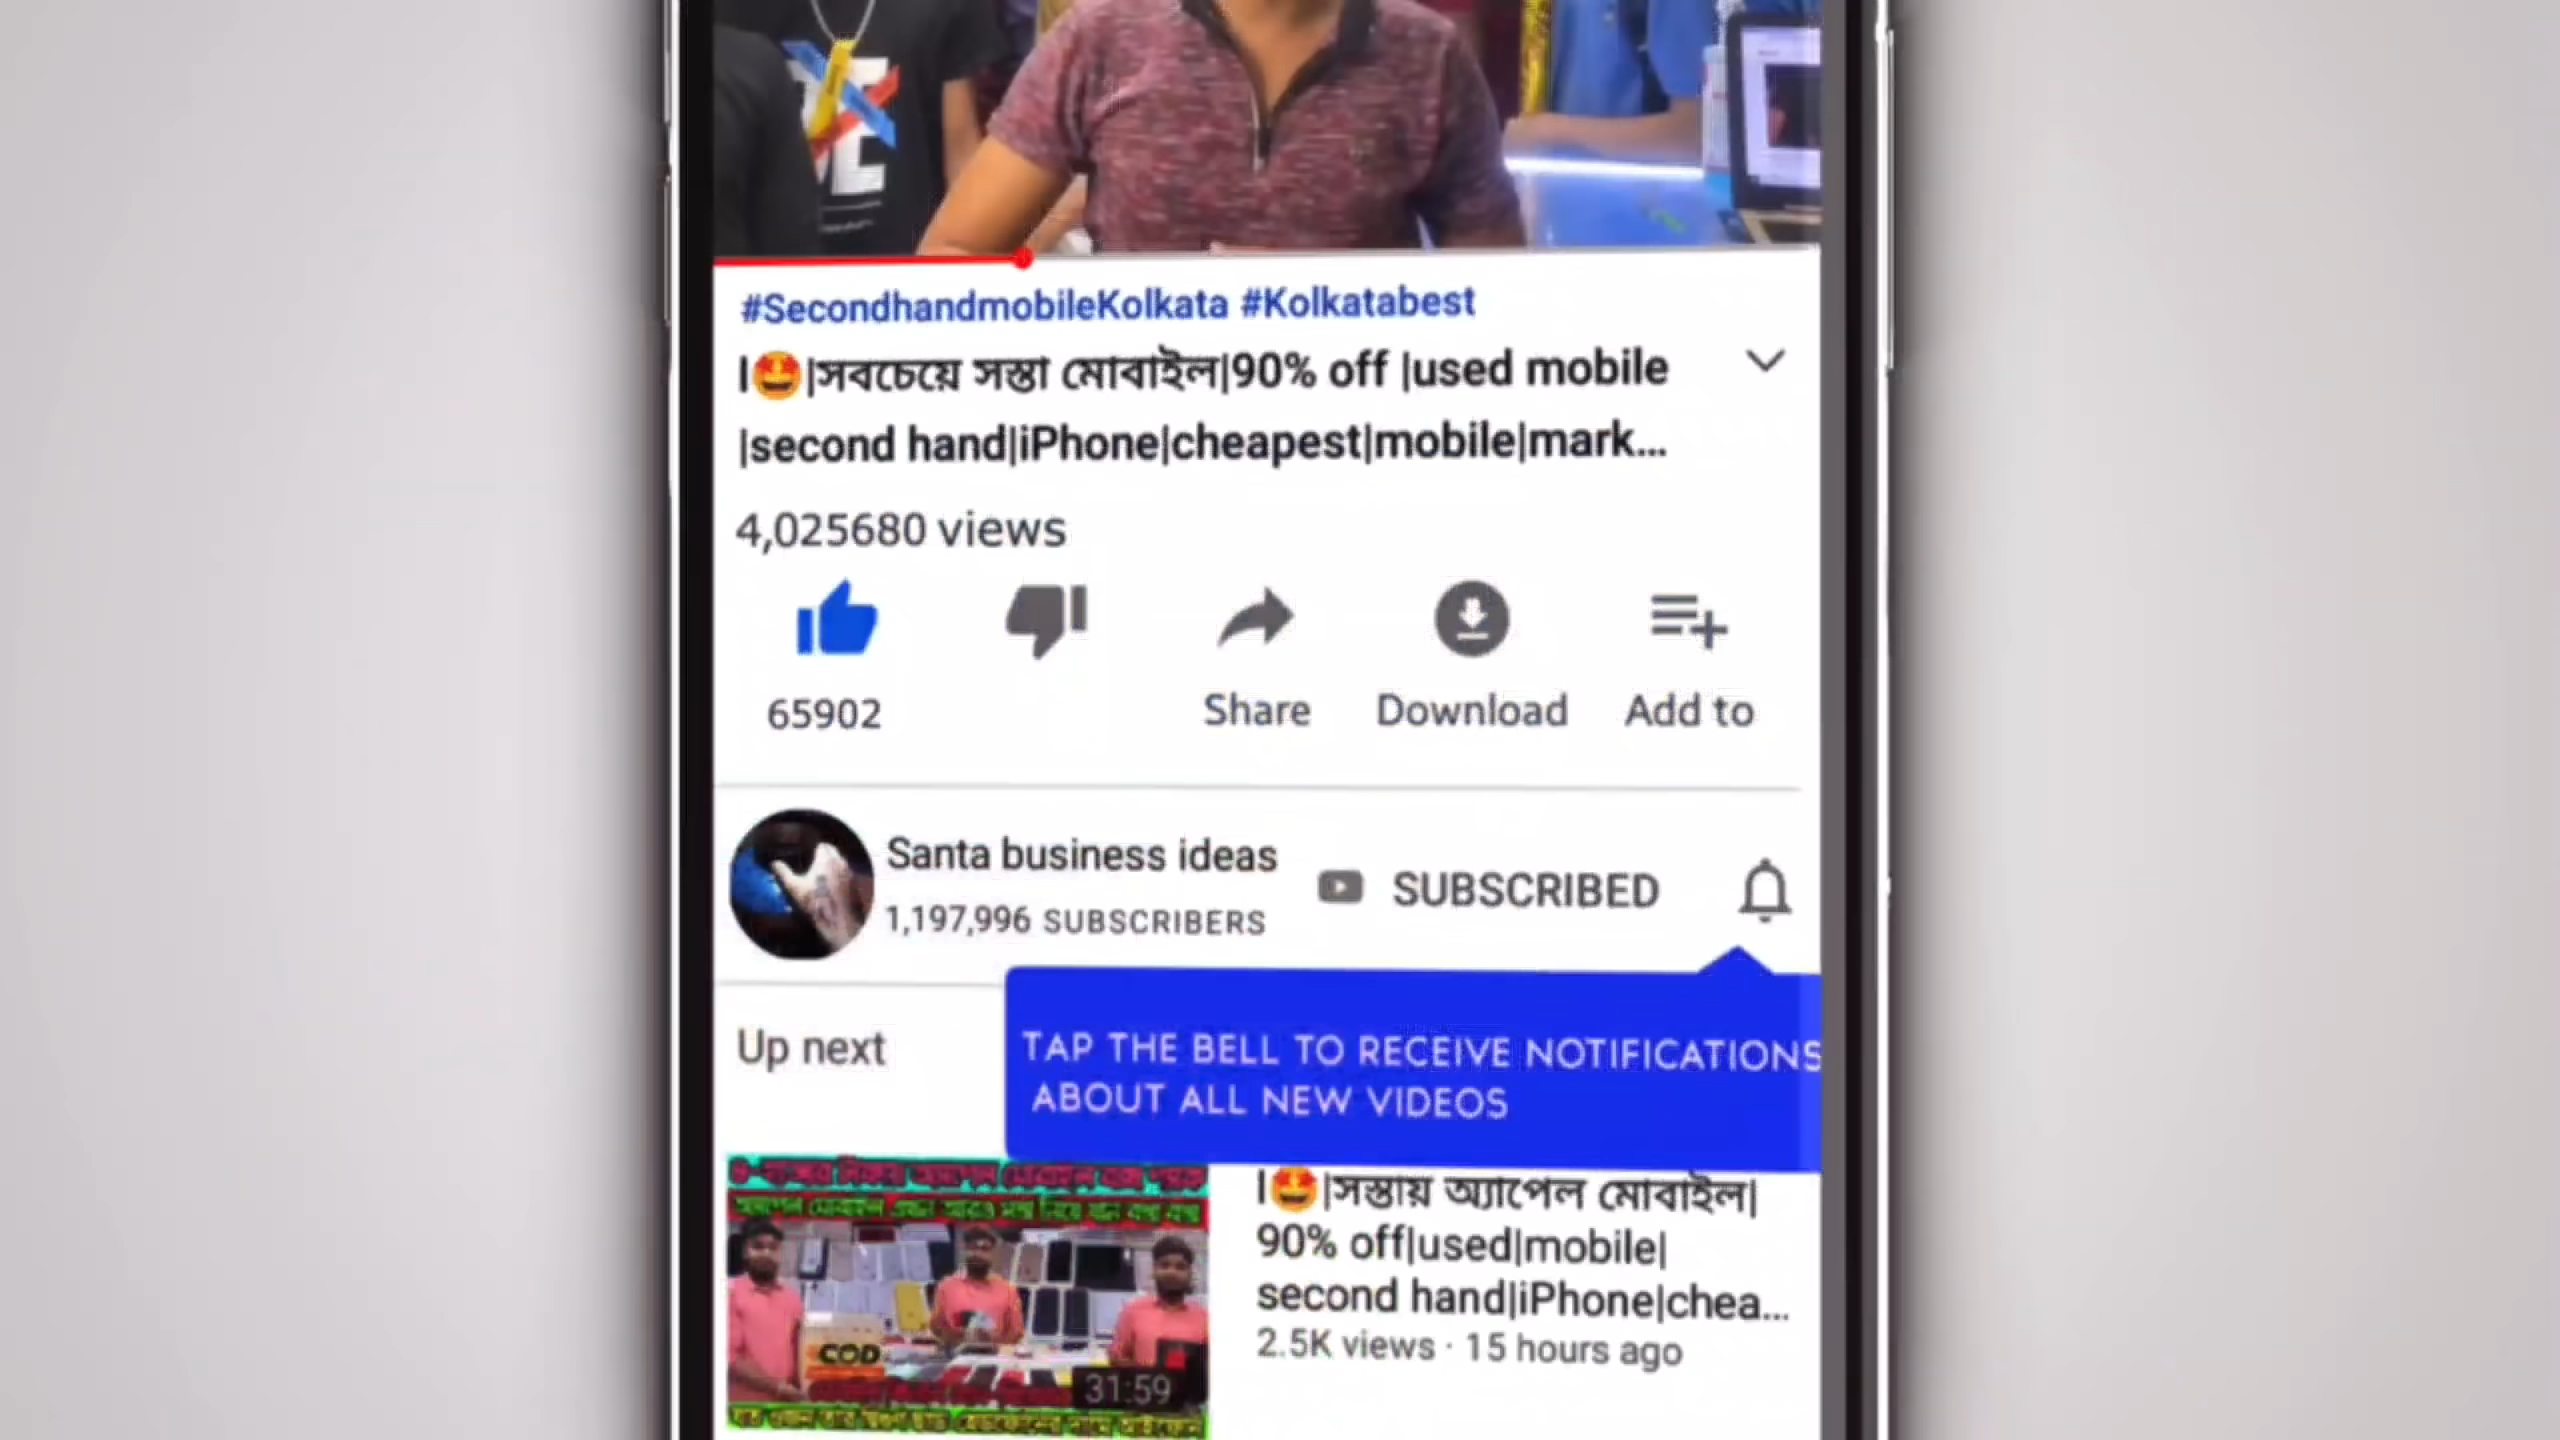 #SecondhandmobileKolkata #Kolkatabest
|🤩|সবচেয়ে সস্তা মোবাইল|90% off |used mobile
|second hand|iPhone|cheapest|mobile|mark...
4,025680 views
65902
Share
Download
Add to
Santa business ideas
1,197,996 SUBSCRIBERS
SUBSCRIBED
Up next
TAP THE BELL TO RECEIVE NOTIFICATIONS
ABOUT ALL NEW VIDEOS
|🤩|সস্তায় অ্যাপেল মোবাইল|
90% off|used|mobile|
second hand|iPhone|chea...
2.5K views · 15 hours ago
COD
31:59